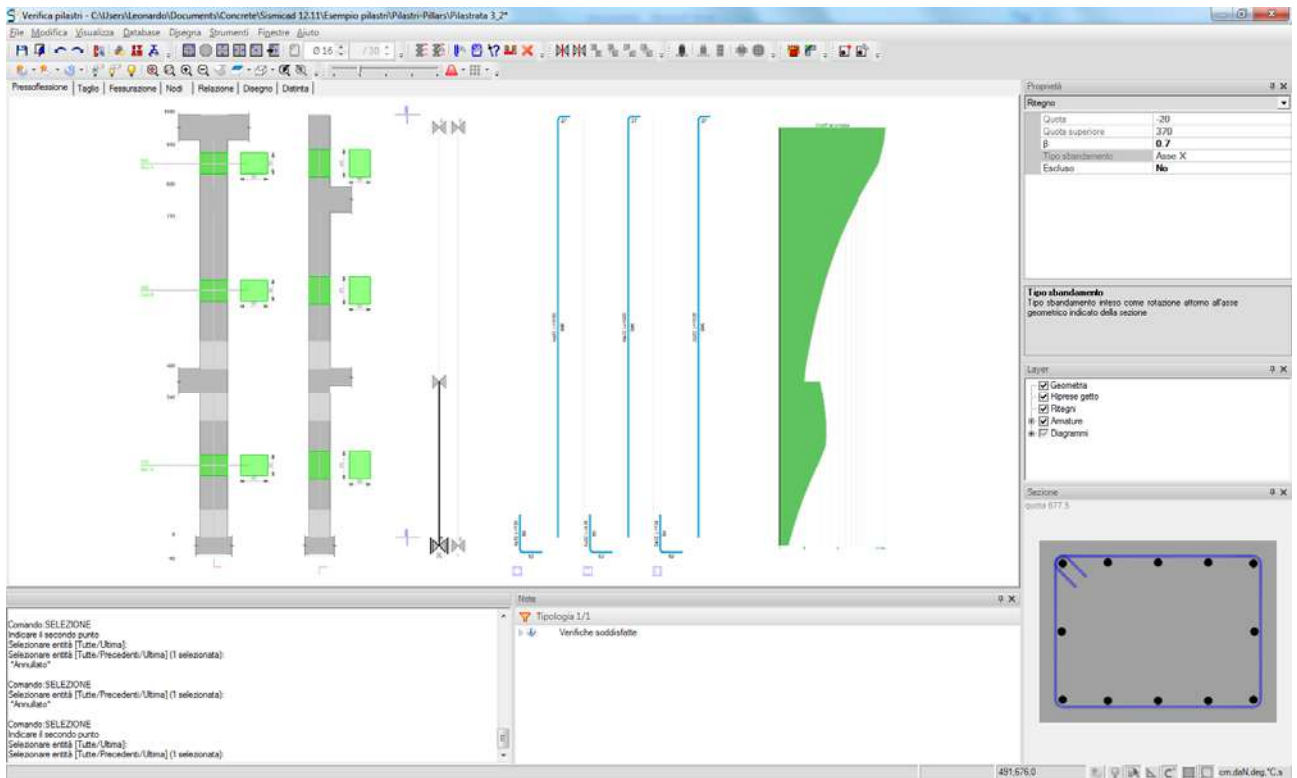 Verifica pilastri - C:\Users\Leonardo\Documents\Concrete\Sismicad 12.11\Esempio pilastri\Pilastri-Pillars\Pilastrata 3_2*
File Modifica Visualizza Database Disegna Strumenti Finestre Aiuto
Ø 16 / 30
Pressoflessione Taglio Fessurazione Nodi Relazione Disegno Distinta
Proprietà
Ritegno
Quota -20
Quota superiore 370
β 0.7
Tipo sbandamento Asse X
Escluso No
Tipo sbandamento
Tipo sbandamento inteso come rotazione attorno all'asse
geometrico indicato della sezione
Layer
Geometria
Riprese getto
Ritegni
Armature
Diagrammi
Sezione
quota 677.5
Note
Tipologia 1/1
Verifiche soddisfatte
Comando:SELEZIONE
Indicare il secondo punto
Selezionare entità [Tutte/Ultima]:
Selezionare entità [Tutte/Precedenti/Ultima] (1 selezionata):
"Annullato"
Comando:SELEZIONE
Selezionare entità [Tutte/Precedenti/Ultima] (1 selezionata):
"Annullato"
Comando:SELEZIONE
Indicare il secondo punto
Selezionare entità [Tutte/Ultima]:
Selezionare entità [Tutte/Precedenti/Ultima] (1 selezionata):
491,676.0 cm.daN.deg.°C.s